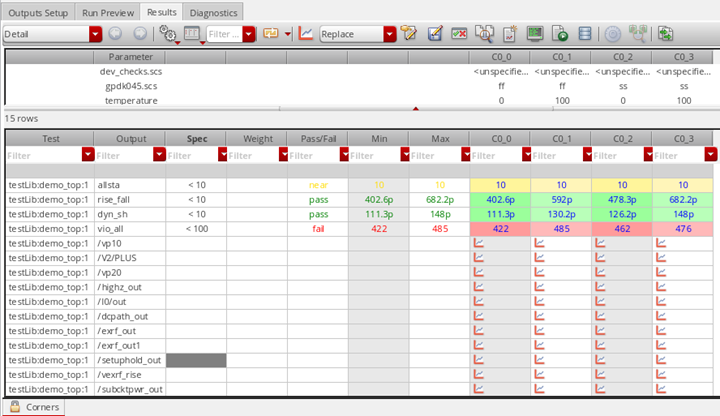 Outputs Setup Run Preview Results Diagnostics
Detail Filter ... Replace
Parameter C0_0 C0_1 C0_2 C0_3
dev_checks.scs <unspecifie... <unspecifie... <unspecifie... <unspecifie...
gpdk045.scs ff ff ss ss
temperature 0 100 0 100
15 rows
Test Output Spec Weight Pass/Fail Min Max C0_0 C0_1 C0_2 C0_3
Filter Filter Filter Filter Filter Filter Filter Filter Filter Filter Filter
testLib:demo_top:1 allsta < 10 near 10 10 10 10 10 10
testLib:demo_top:1 rise_fall < 10 pass 402.6p 682.2p 402.6p 592p 478.3p 682.2p
testLib:demo_top:1 dyn_sh < 10 pass 111.3p 148p 111.3p 130.2p 126.2p 148p
testLib:demo_top:1 vio_all < 100 fail 422 485 422 485 462 476
testLib:demo_top:1 /vp10
testLib:demo_top:1 /V2/PLUS
testLib:demo_top:1 /vp20
testLib:demo_top:1 /highz_out
testLib:demo_top:1 /I0/out
testLib:demo_top:1 /dcpath_out
testLib:demo_top:1 /exrf_out
testLib:demo_top:1 /exrf_out1
testLib:demo_top:1 /setuphold_out
testLib:demo_top:1 /vexrf_rise
testLib:demo_top:1 /subcktpwr_out
Corners